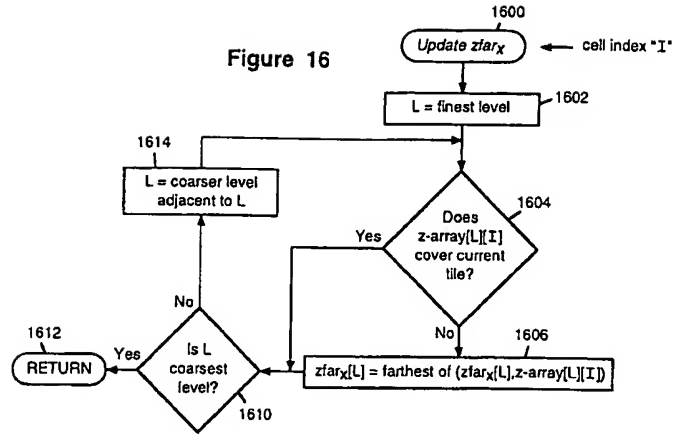 Figure 16
1600
Update zfarX
cell index "I"
L = finest level
1602
1614
L = coarser level
adjacent to L
1604
Does
z-array[L][I]
cover current
tile?
Yes
No
1606
zfarX[L] = farthest of (zfarX[L],z-array[L][I])
No
Is L
coarsest
level?
1610
Yes
1612
RETURN